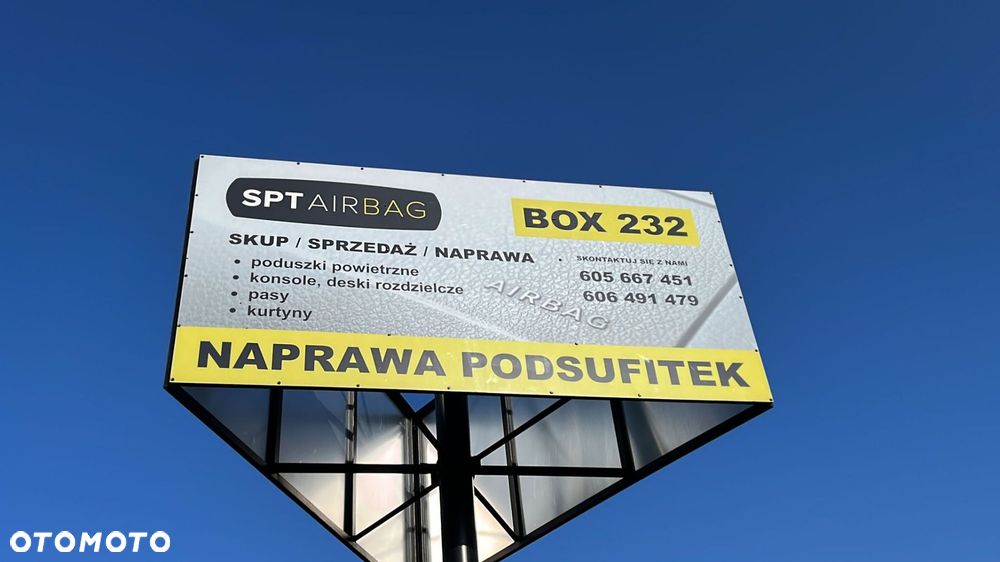 SPT AIRBAG
BOX 232
SKUP / SPRZEDAŻ / NAPRAWA
• poduszki powietrzne
• konsole, deski rozdzielcze
• pasy
• kurtyny
• SKONTAKTUJ SIĘ Z NAMI
605 667 451
606 491 479
AIRBAG
NAPRAWA PODSUFITEK
OTOMOTO